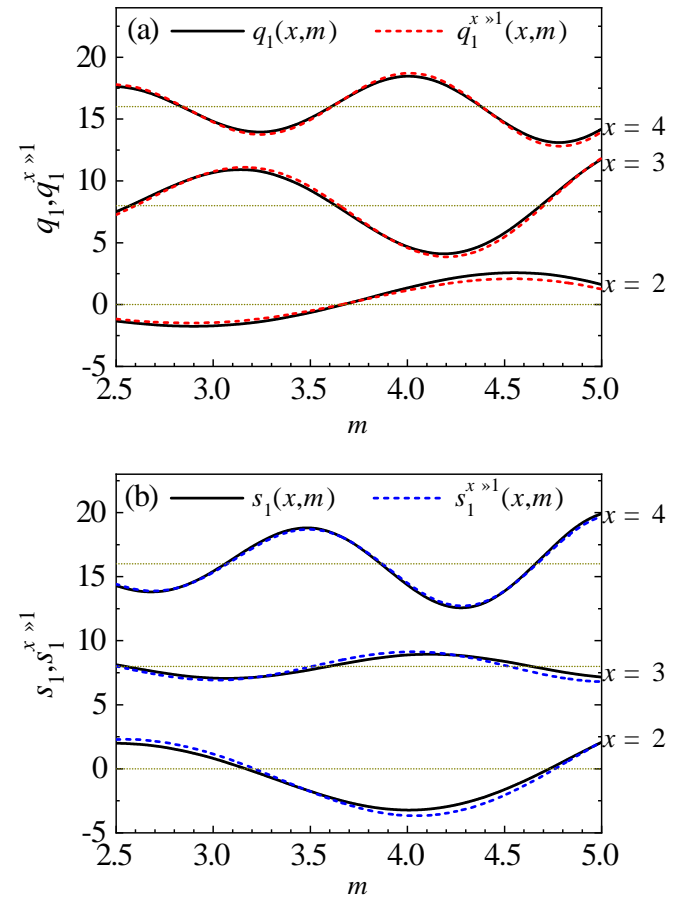 (a) q₁(x,m) q₁ˣ»¹(x,m)
20
15
10
5
0
-5
q₁,q₁ˣ»¹
x = 4
x = 3
x = 2
2.5 3.0 3.5 4.0 4.5 5.0
m
(b) s₁(x,m) s₁ˣ»¹(x,m)
20
15
10
5
0
-5
s₁,s₁ˣ»¹
x = 4
x = 3
x = 2
2.5 3.0 3.5 4.0 4.5 5.0
m